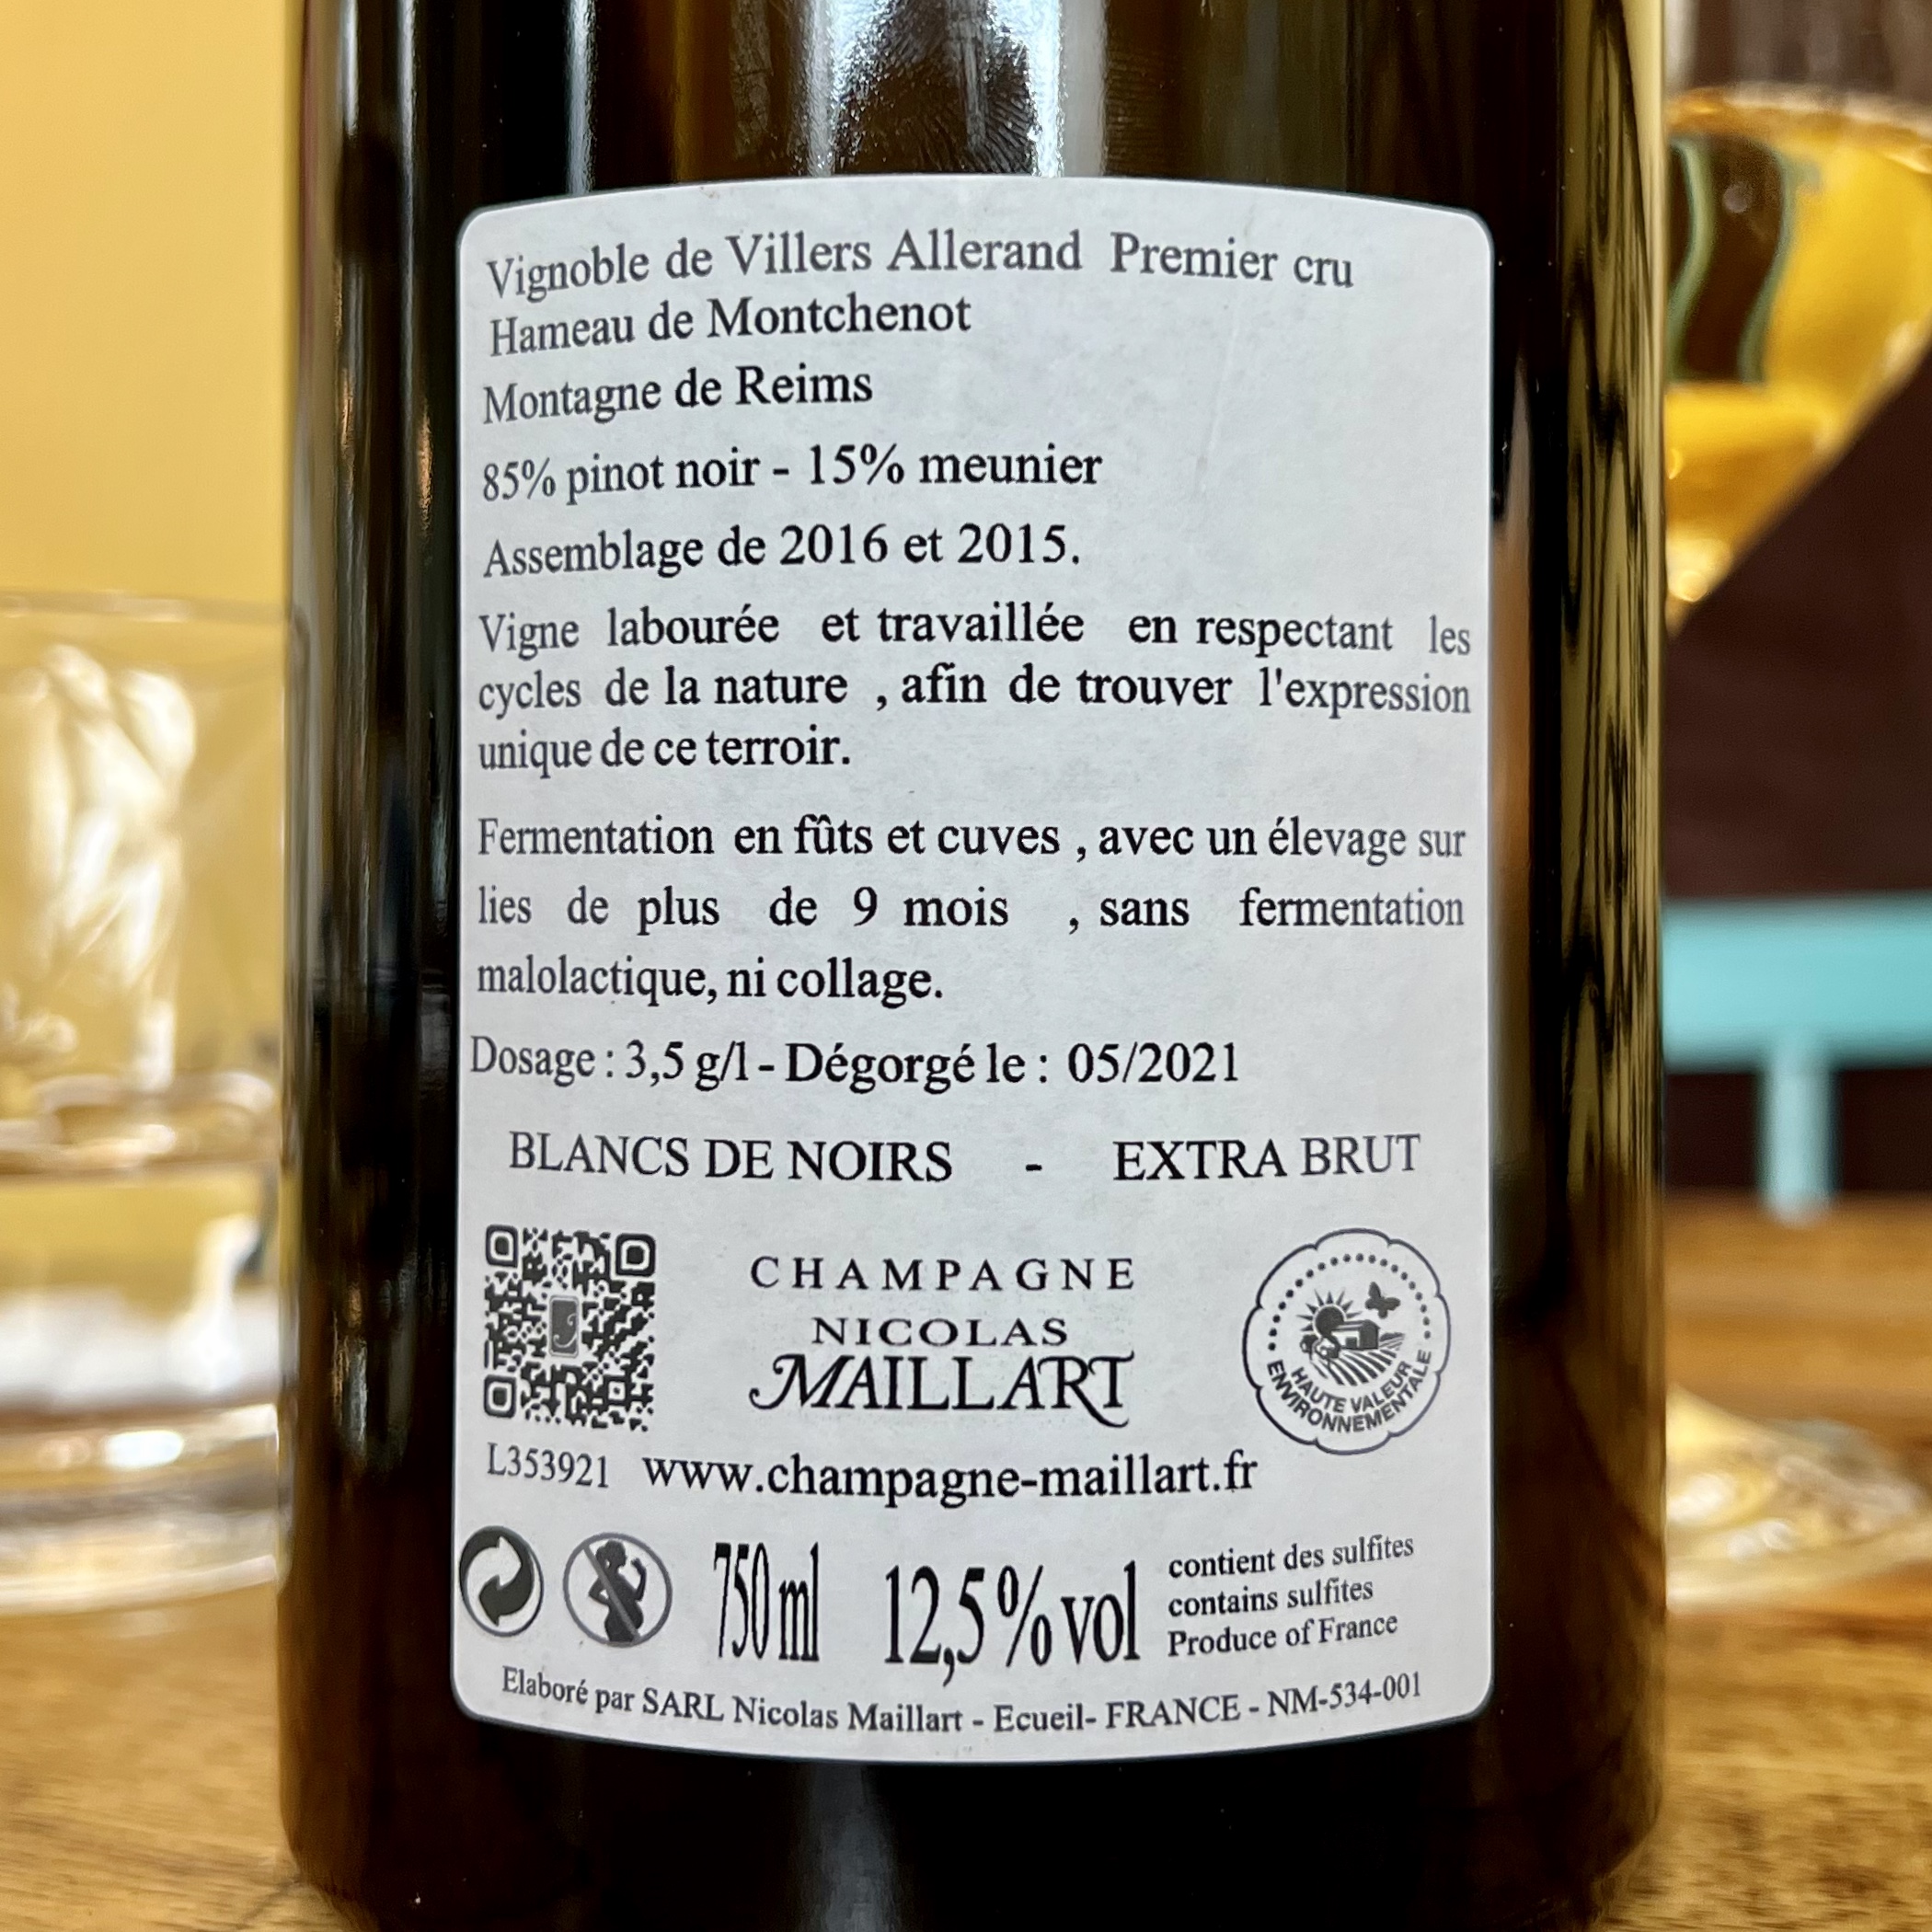 Vignoble de Villers Allerand Premier cru
Hameau de Montchenot
Montagne de Reims
85% pinot noir - 15% meunier
Assemblage de 2016 et 2015.
Vigne labourée et travaillée en respectant les
cycles de la nature , afin de trouver l'expression
unique de ce terroir.
Fermentation en fûts et cuves , avec un élevage sur
lies de plus de 9 mois , sans fermentation
malolactique, ni collage.
Dosage : 3,5 g/l - Dégorgé le : 05/2021
BLANCS DE NOIRS - EXTRA BRUT
CHAMPAGNE
NICOLAS
MAILLART
HAUTE VALEUR
ENVIRONNEMENTALE
L353921 www.champagne-maillart.fr
750 ml 12,5 % vol
contient des sulfites
contains sulfites
Produce of France
Elaboré par SARL Nicolas Maillart - Ecueil- FRANCE - NM-534-001